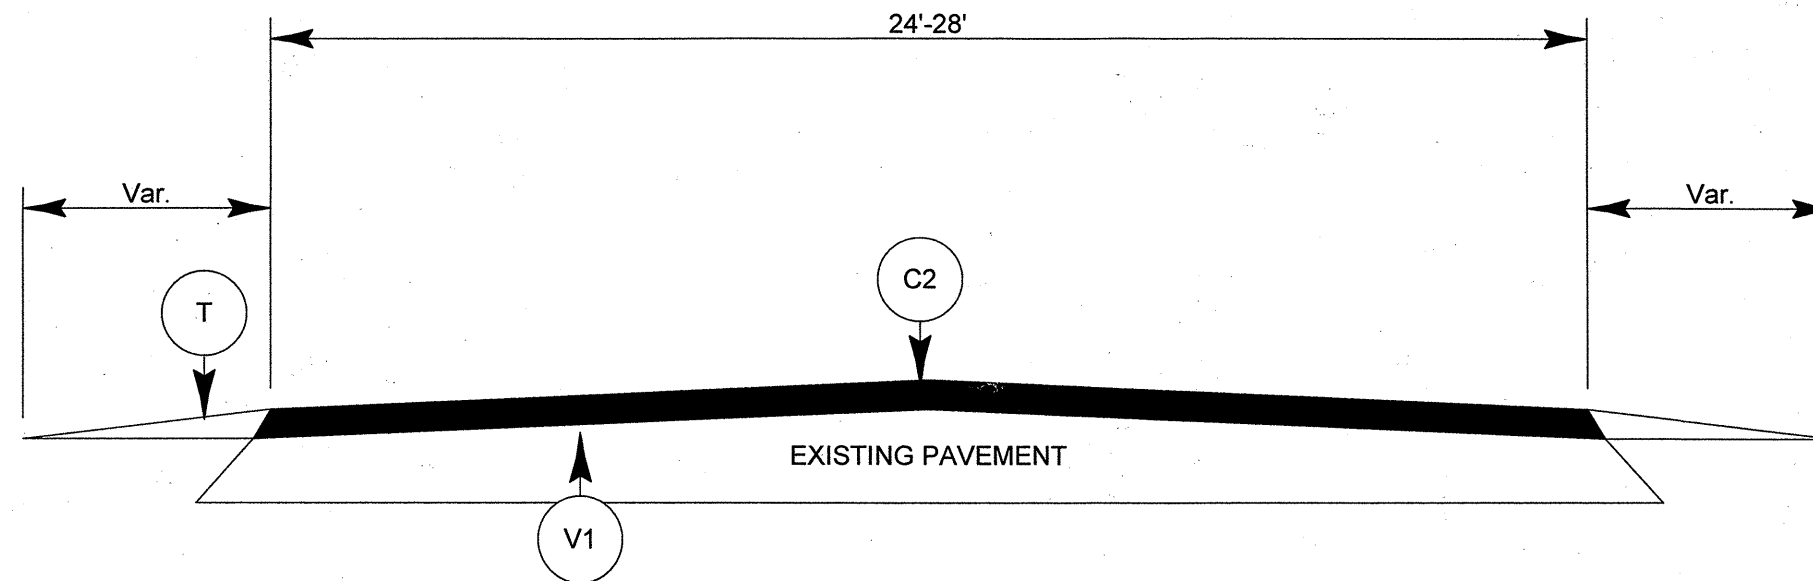 24'-28'
Var.
Var.
C2
T
EXISTING PAVEMENT
V1